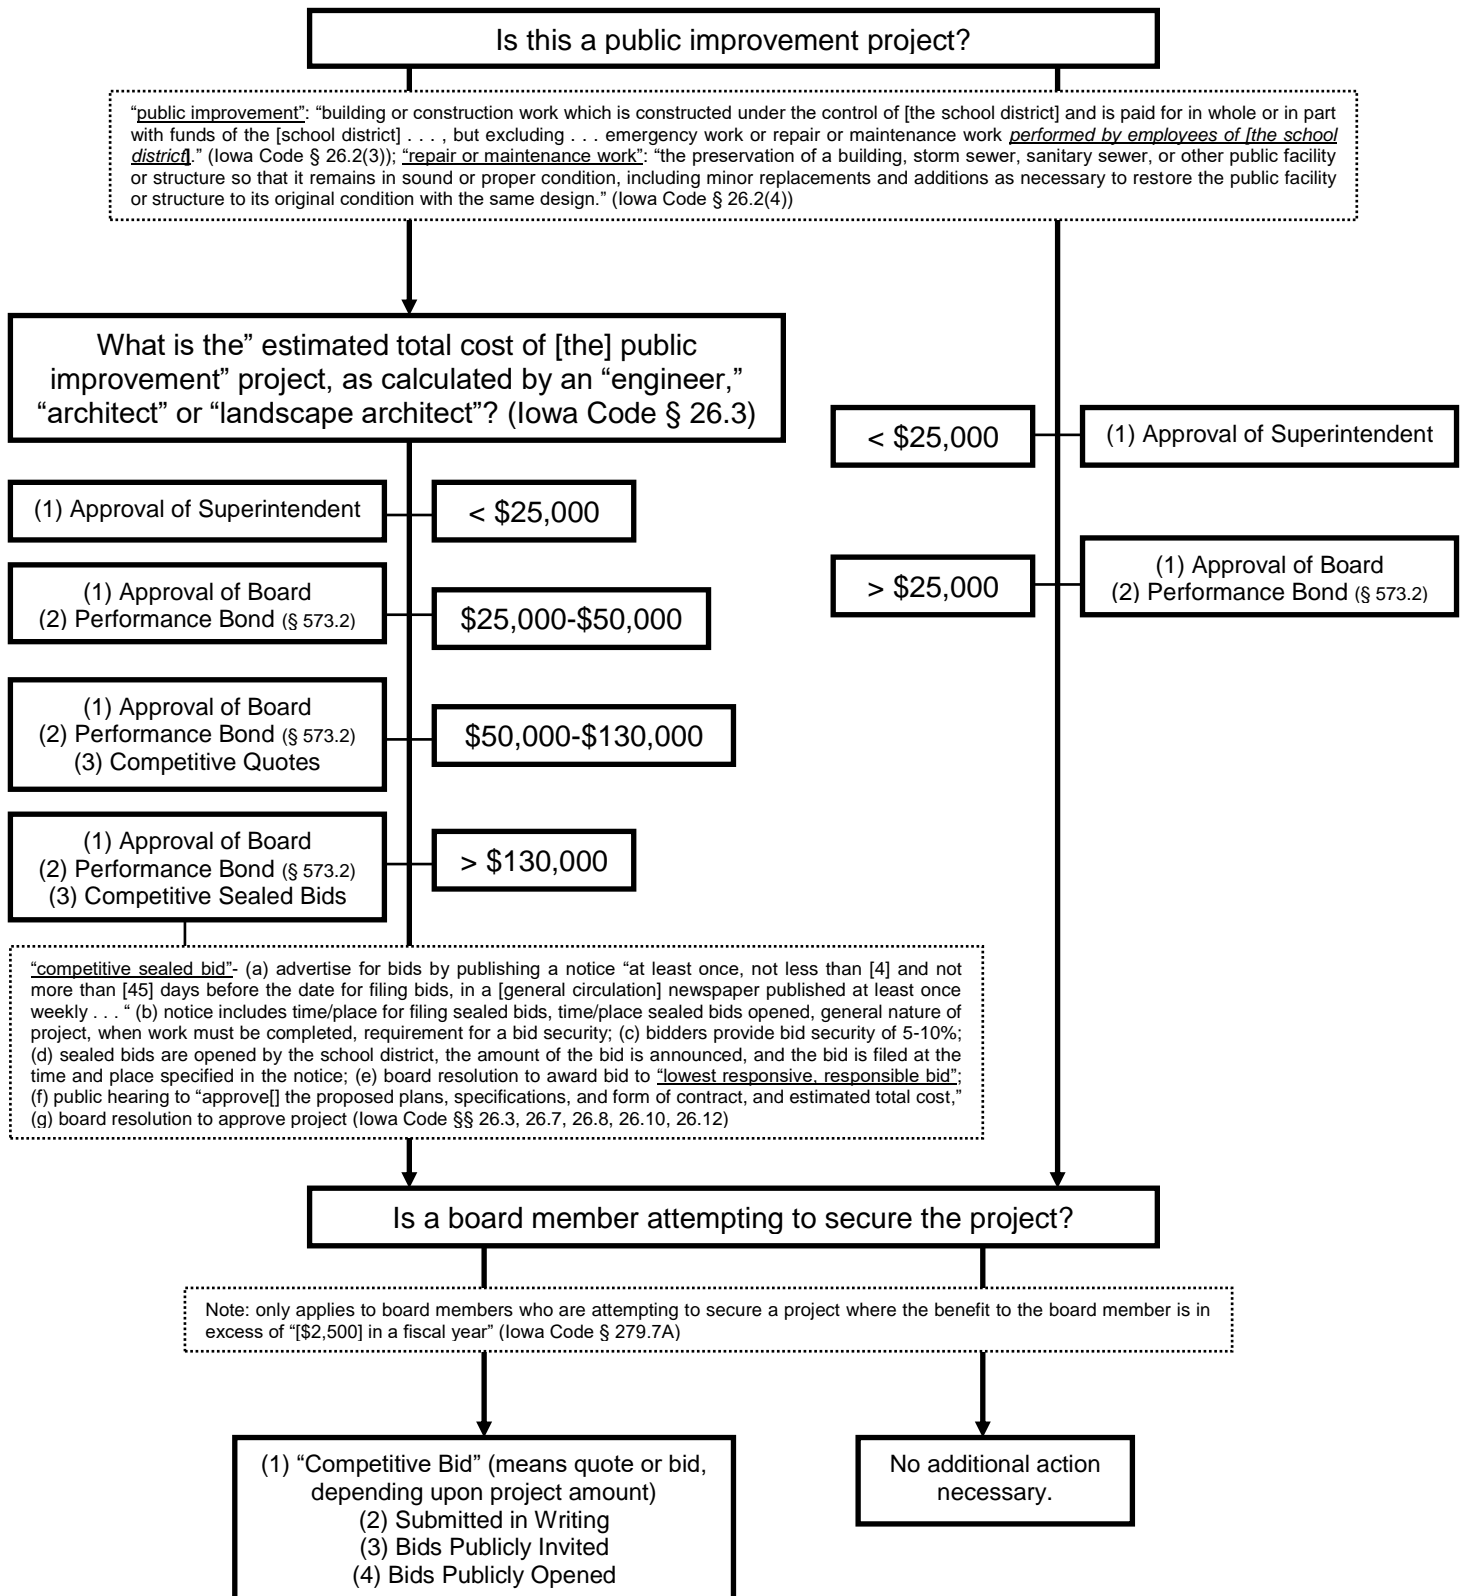 Is this a public improvement project?
“public improvement”: “building or construction work which is constructed under the control of [the school district] and is paid for in whole or in part
with funds of the [school district] . . . ., but excluding . . . emergency work or repair or maintenance work performed by employees of [the school
district].” (Iowa Code § 26.2(3)); “repair or maintenance work”: “the preservation of a building, storm sewer, sanitary sewer, or other public facility
or structure so that it remains in sound or proper condition, including minor replacements and additions as necessary to restore the public facility
or structure to its original condition with the same design.” (Iowa Code § 26.2(4))
What is the” estimated total cost of [the] public
improvement” project, as calculated by an “engineer,”
“architect” or “landscape architect”? (Iowa Code § 26.3)
< $25,000
(1) Approval of Superintendent
(1) Approval of Superintendent
< $25,000
> $25,000
(1) Approval of Board
(2) Performance Bond (§ 573.2)
(1) Approval of Board
(2) Performance Bond (§ 573.2)
$25,000-$50,000
(1) Approval of Board
(2) Performance Bond (§ 573.2)
(3) Competitive Quotes
$50,000-$130,000
(1) Approval of Board
(2) Performance Bond (§ 573.2)
(3) Competitive Sealed Bids
> $130,000
“competitive sealed bid”- (a) advertise for bids by publishing a notice “at least once, not less than [4] and not
more than [45] days before the date for filing bids, in a [general circulation] newspaper published at least once
weekly . . . “ (b) notice includes time/place for filing sealed bids, time/place sealed bids opened, general nature of
project, when work must be completed, requirement for a bid security; (c) bidders provide bid security of 5-10%;
(d) sealed bids are opened by the school district, the amount of the bid is announced, and the bid is filed at the
time and place specified in the notice; (e) board resolution to award bid to “lowest responsive, responsible bid”;
(f) public hearing to “approve[] the proposed plans, specifications, and form of contract, and estimated total cost,”
(g) board resolution to approve project (Iowa Code §§ 26.3, 26.7, 26.8, 26.10, 26.12)
Is a board member attempting to secure the project?
Note: only applies to board members who are attempting to secure a project where the benefit to the board member is in
excess of “[$2,500] in a fiscal year” (Iowa Code § 279.7A)
(1) “Competitive Bid” (means quote or bid,
depending upon project amount)
(2) Submitted in Writing
(3) Bids Publicly Invited
(4) Bids Publicly Opened
No additional action
necessary.